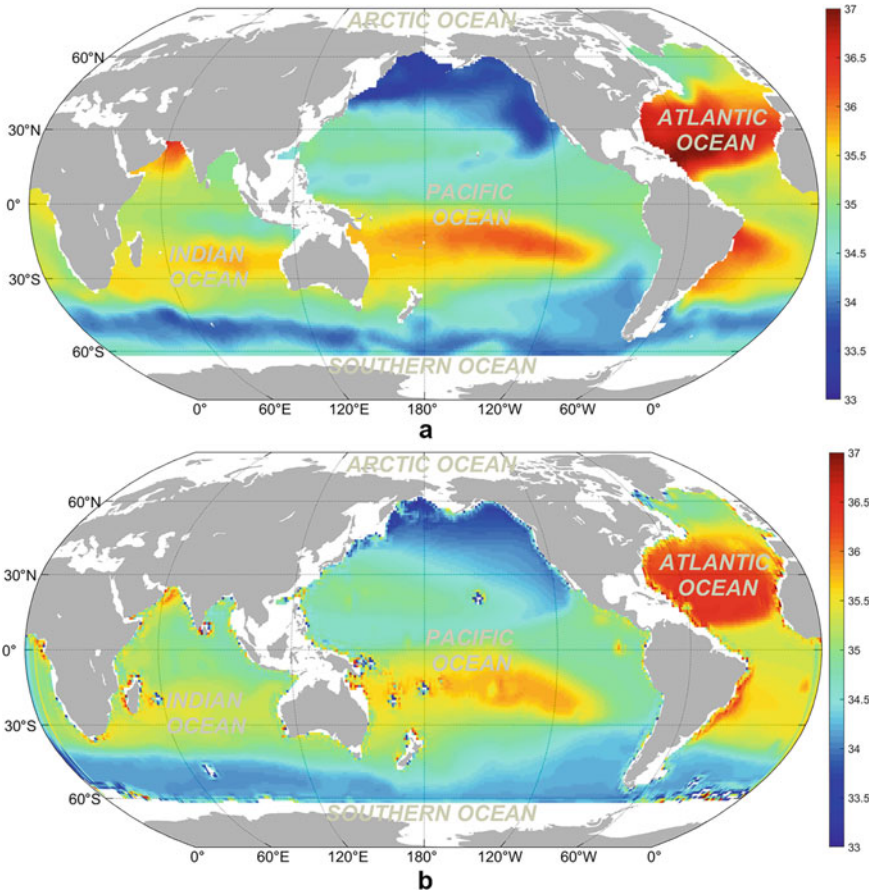 ARCTIC OCEAN
60°N
30°N
0°
30°S
60°S
ATLANTIC
OCEAN
PACIFIC
OCEAN
INDIAN
OCEAN
SOUTHERN OCEAN
0° 60°E 120°E 180° 120°W 60°W 0°
37
36.5
36
35.5
35
34.5
34
33.5
33
a
ARCTIC OCEAN
60°N
30°N
0°
30°S
60°S
ATLANTIC
OCEAN
PACIFIC
OCEAN
INDIAN
OCEAN
SOUTHERN OCEAN
0° 60°E 120°E 180° 120°W 60°W 0°
37
36.5
36
35.5
35
34.5
34
33.5
33
b